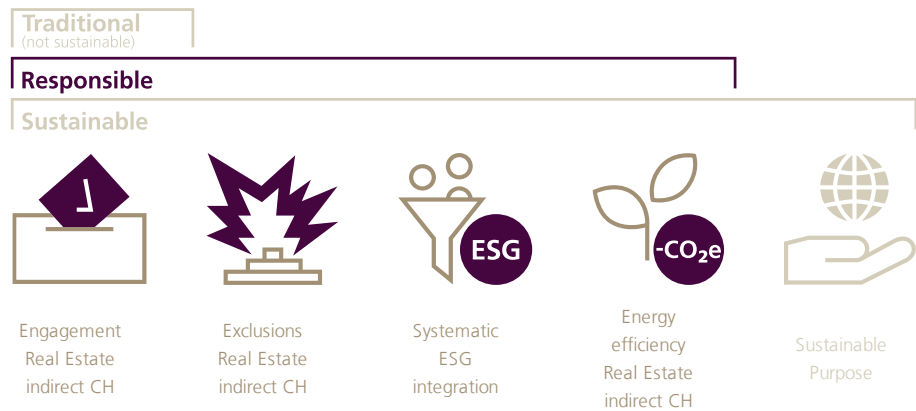 Traditional
(not sustainable)
Responsible
Sustainable
ESG
-CO₂e
Engagement
Real Estate
indirect CH
Exclusions
Real Estate
indirect CH
Systematic
ESG
integration
Energy
efficiency
Real Estate
indirect CH
Sustainable
Purpose